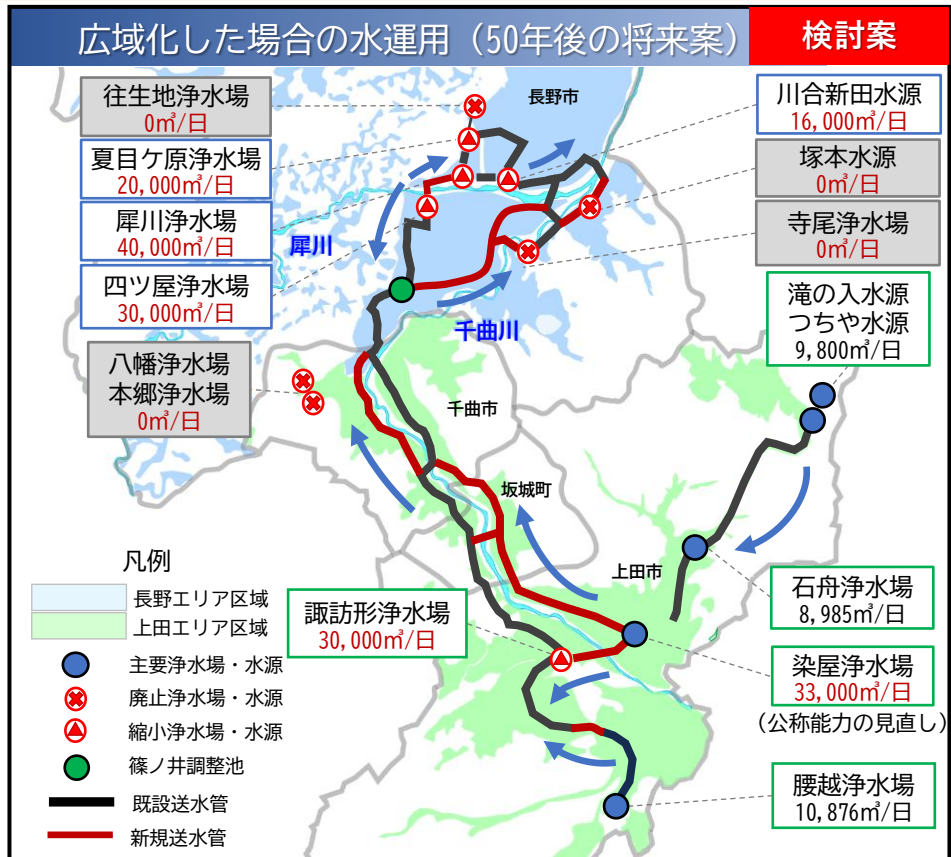 広域化した場合の水運用（50年後の将来案）
検討案
往生地浄水場
0㎥/日
夏目ケ原浄水場
20,000㎥/日
犀川浄水場
40,000㎥/日
四ツ屋浄水場
30,000㎥/日
八幡浄水場
本郷浄水場
0㎥/日
長野市
犀川
千曲川
千曲市
坂城町
上田市
川合新田水源
16,000㎥/日
塚本水源
0㎥/日
寺尾浄水場
0㎥/日
滝の入水源
つちや水源
9,800㎥/日
石舟浄水場
8,985㎥/日
染屋浄水場
33,000㎥/日
(公称能力の見直し)
腰越浄水場
10,876㎥/日
諏訪形浄水場
30,000㎥/日
凡例
長野エリア区域
上田エリア区域
主要浄水場・水源
廃止浄水場・水源
縮小浄水場・水源
篠ノ井調整池
既設送水管
新規送水管